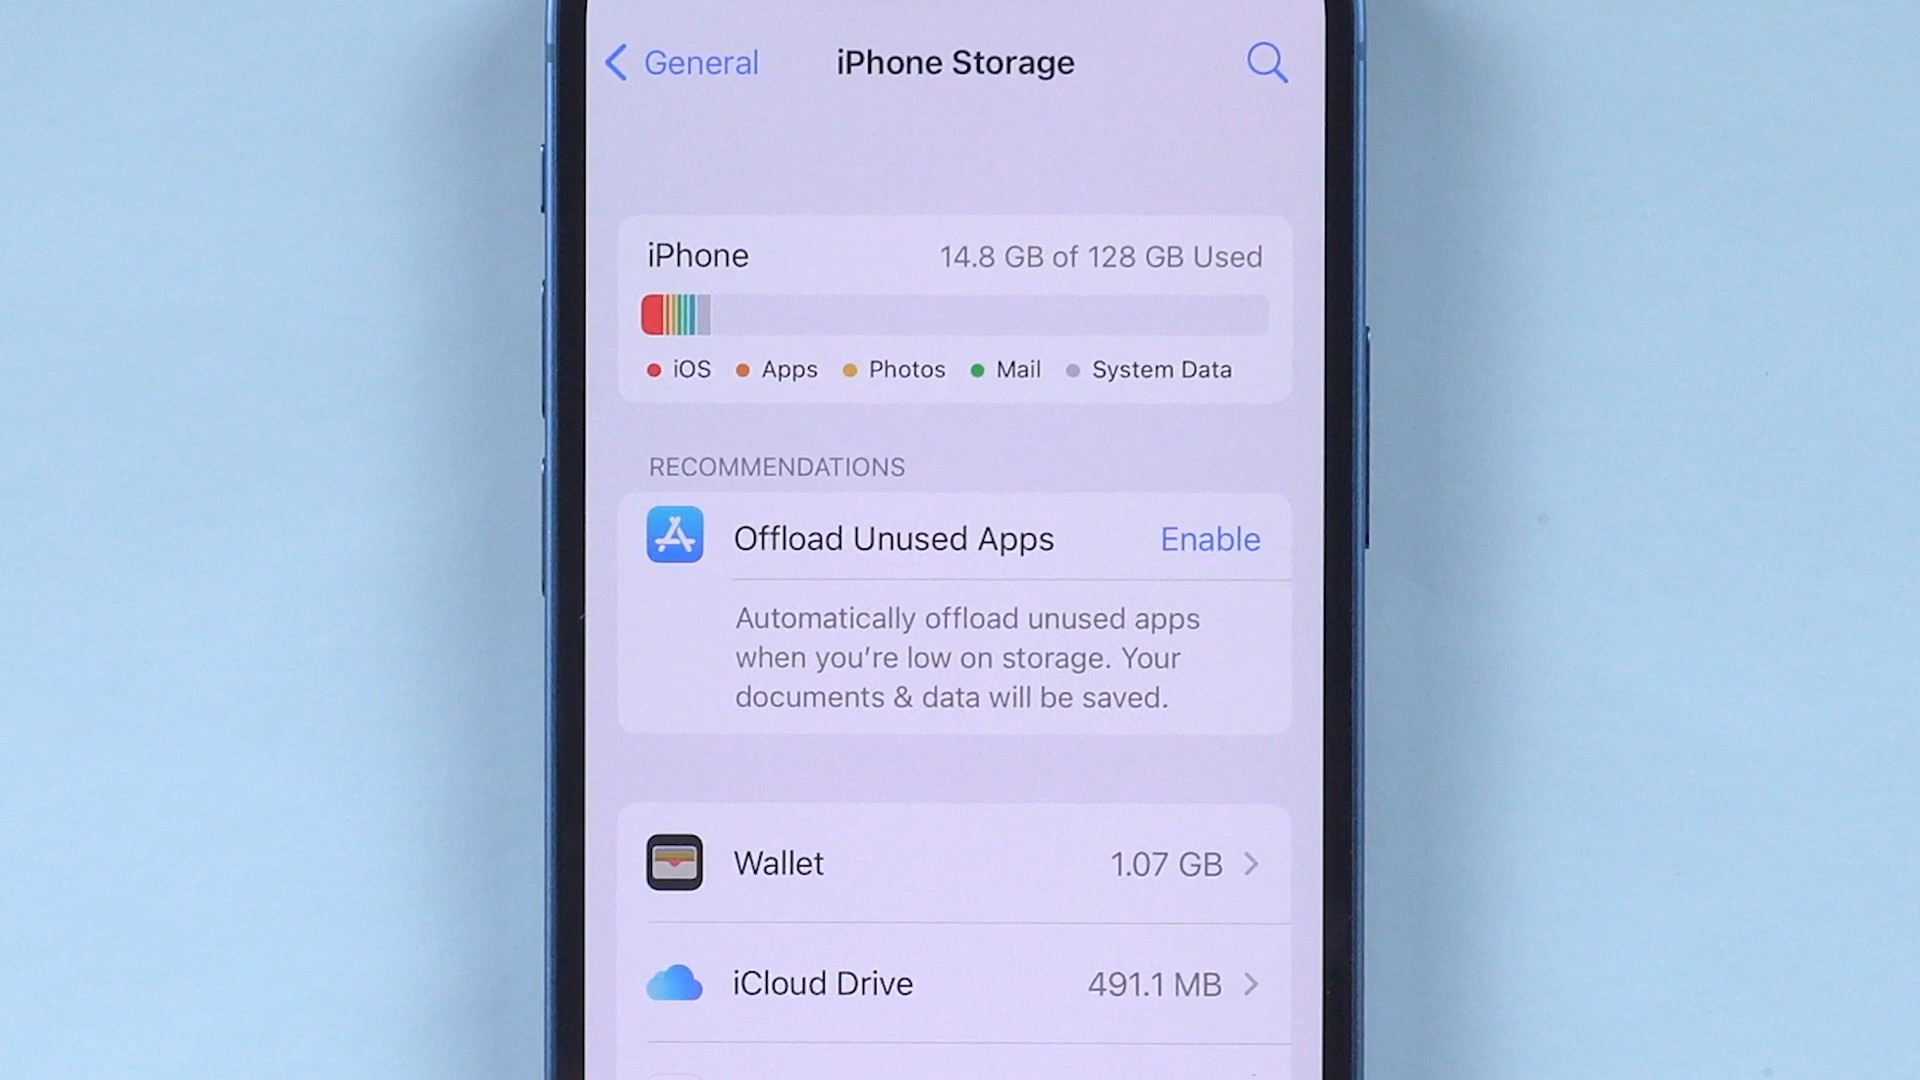 General
iPhone Storage
iPhone
14.8 GB of 128 GB Used
iOS
Apps
Photos
Mail
System Data
RECOMMENDATIONS
Offload Unused Apps
Enable
Automatically offload unused apps
when you’re low on storage. Your
documents & data will be saved.
Wallet
1.07 GB
iCloud Drive
491.1 MB